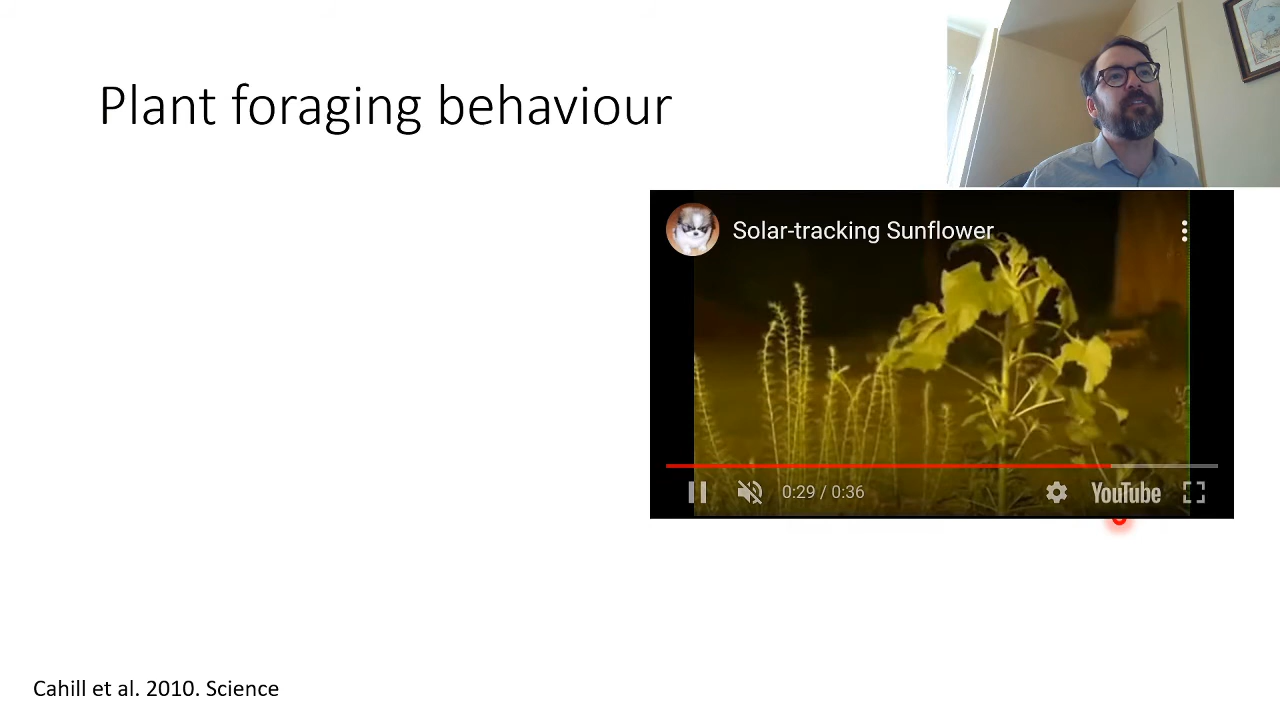 Plant foraging behaviour
Solar-tracking Sunflower
0:29 / 0:36
YouTube
Cahill et al. 2010. Science